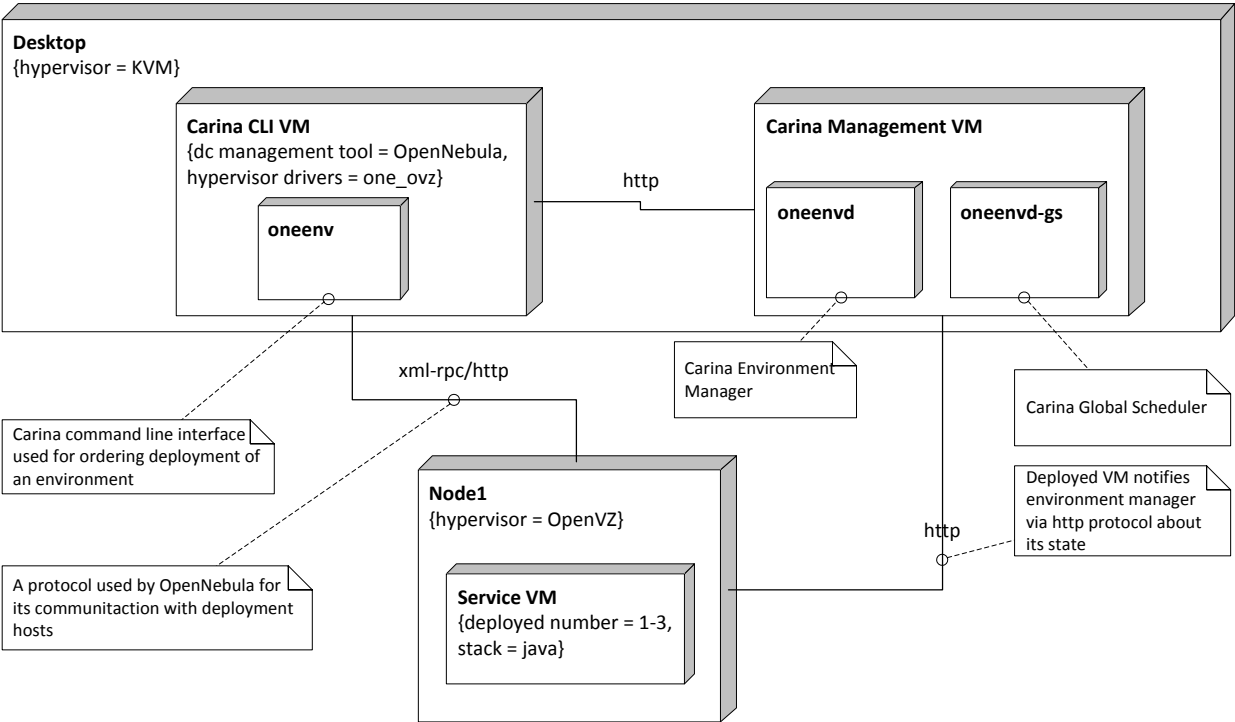 Desktop
{hypervisor = KVM}
Carina CLI VM
{dc management tool = OpenNebula,
hypervisor drivers = one_ovz}
oneenv
http
Carina Management VM
oneenvd
oneenvd-gs
xml-rpc/http
Carina Environment
Manager
Carina Global Scheduler
Carina command line interface
used for ordering deployment of
an environment
Node1
{hypervisor = OpenVZ}
http
Deployed VM notifies
environment manager
via http protocol about
its state
A protocol used by OpenNebula for
its communitaction with deployment
hosts
Service VM
{deployed number = 1-3,
stack = java}